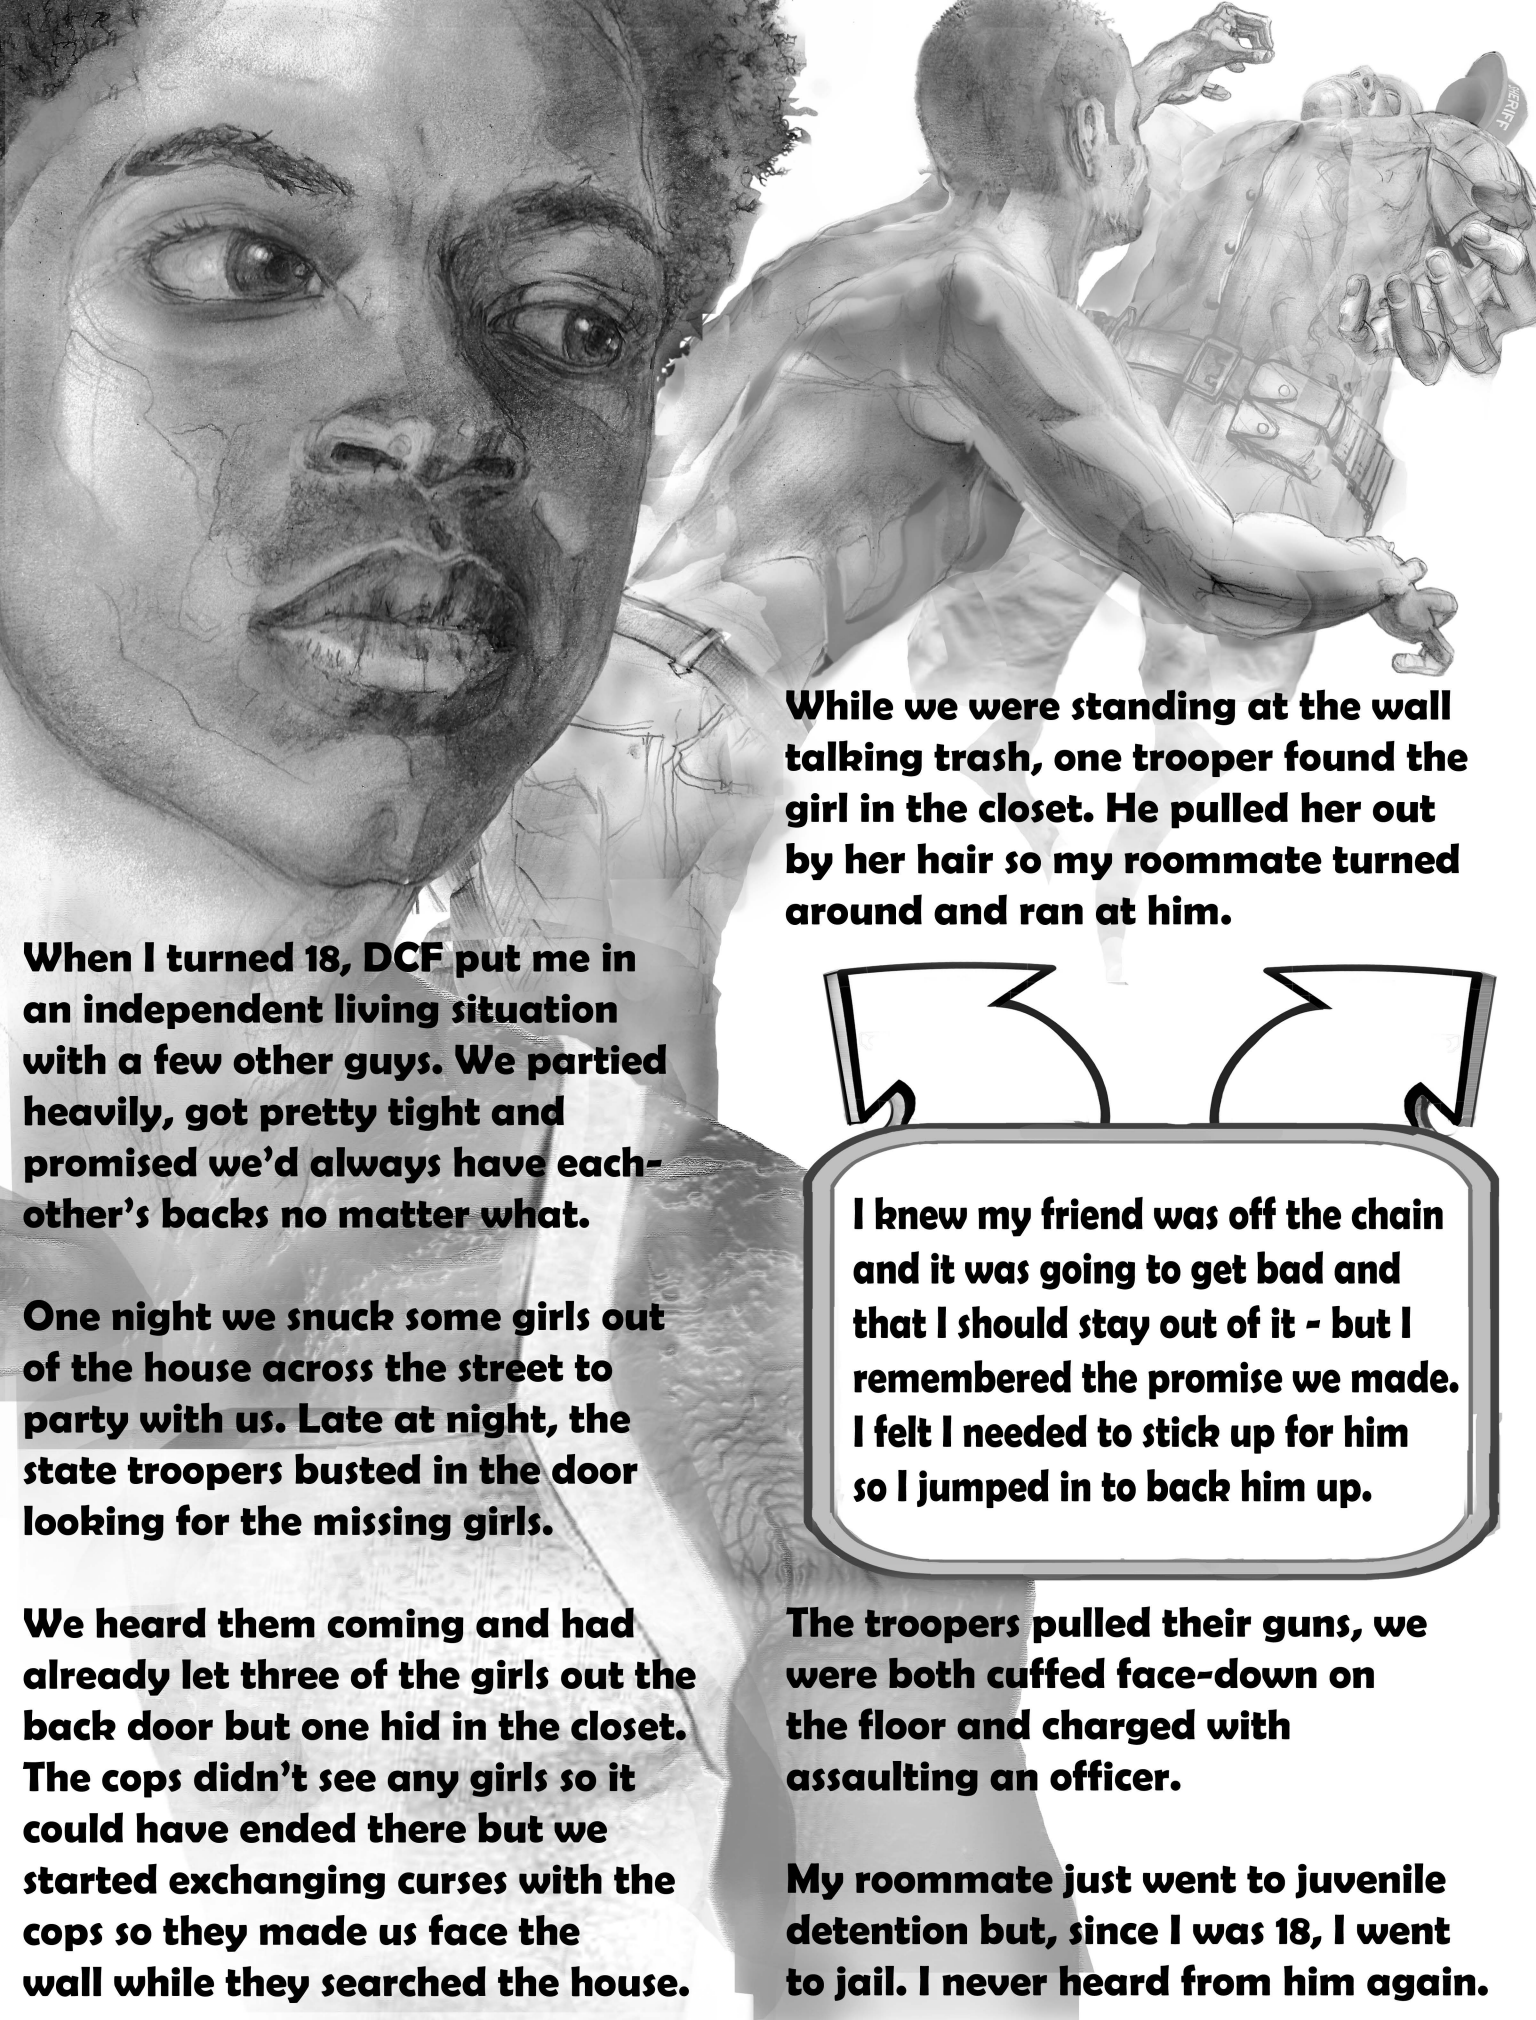 SHERIFF
When I turned 18, DCF put me in
an independent living situation
with a few other guys. We partied
heavily, got pretty tight and
promised we'd always have each-
other's backs no matter what.
One night we snuck some girls out
of the house across the street to
party with us. Late at night, the
state troopers busted in the door
looking for the missing girls.
We heard them coming and had
already let three of the girls out the
back door but one hid in the closet.
The cops didn't see any girls so it
could have ended there but we
started exchanging curses with the
cops so they made us face the
wall while they searched the house.
While we were standing at the wall
talking trash, one trooper found the
girl in the closet. He pulled her out
by her hair so my roommate turned
around and ran at him.
I knew my friend was off the chain
and it was going to get bad and
that I should stay out of it - but I
remembered the promise we made.
I felt I needed to stick up for him
so I jumped in to back him up.
The troopers pulled their guns, we
were both cuffed face-down on
the floor and charged with
assaulting an officer.
My roommate just went to juvenile
detention but, since I was 18, I went
to jail. I never heard from him again.